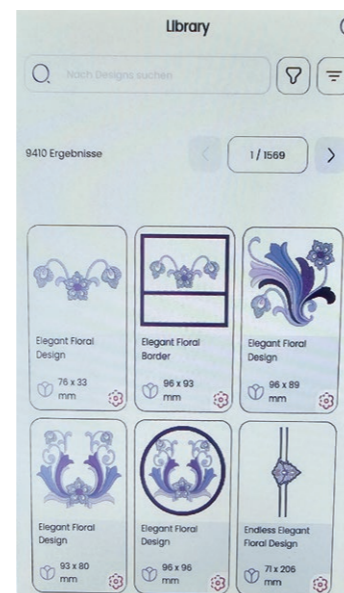 Library
Nach Designs suchen
9410 Ergebnisse
1 / 1569
Elegant Floral
Design
76 x 33
mm
Elegant Floral
Border
96 x 93
mm
Elegant Floral
Design
96 x 89
mm
Elegant Floral
Design
93 x 80
mm
Elegant Floral
Design
96 x 96
mm
Endless Elegant
Floral Design
71 x 206
mm